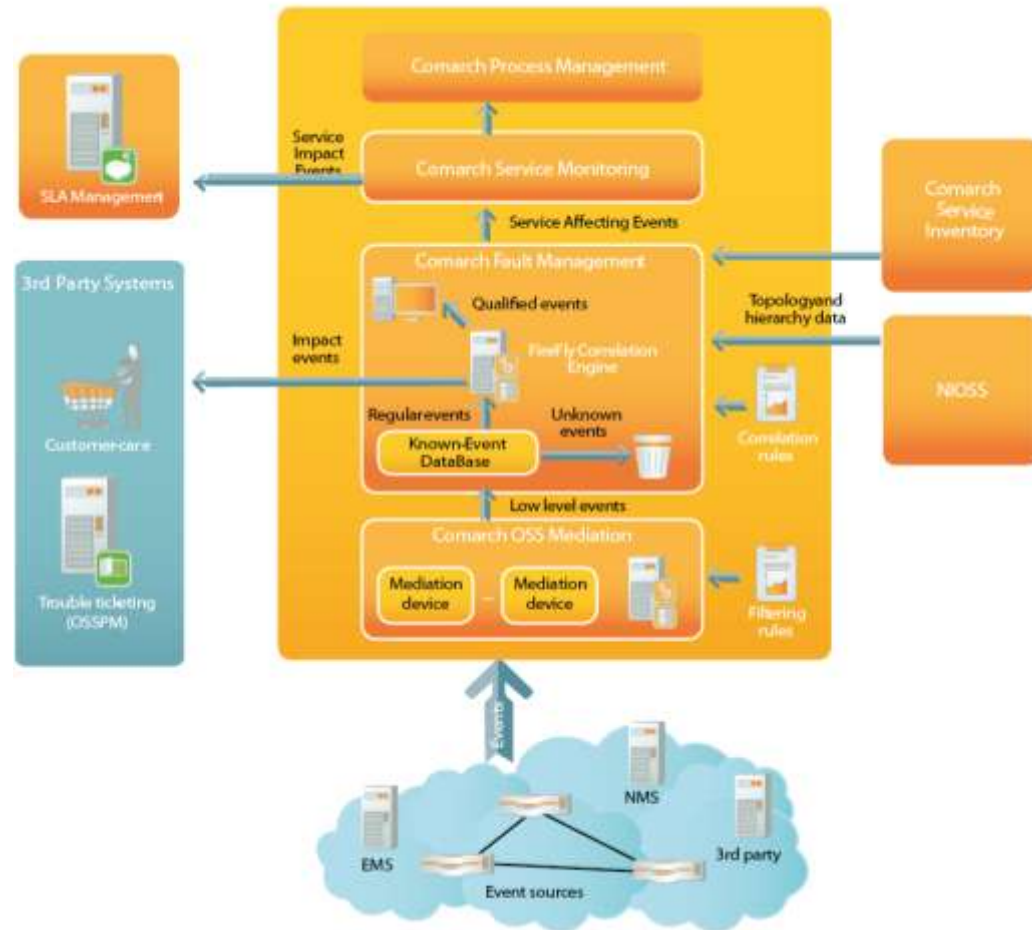 Comarch Process Management
Service
Impact
Events
Comarch Service Monitoring
SLA Management
Service Affecting Events
Comarch
Service
Inventory
3rd Party Systems
Comarch Fault Management
Qualified events
Topologyand
hierarchy data
Impact
events
FireFly Correlation
Engine
NIOSS
Regularevents
Unknown
events
Known-Event
DataBase
Customer-care
Correlation
rules
Low level events
Comarch OSS Mediation
Mediation
device
...
Mediation
device
Trouble ticketing
(OSSPM)
Filtering
rules
Events
NMS
EMS
3rd party
Event sources